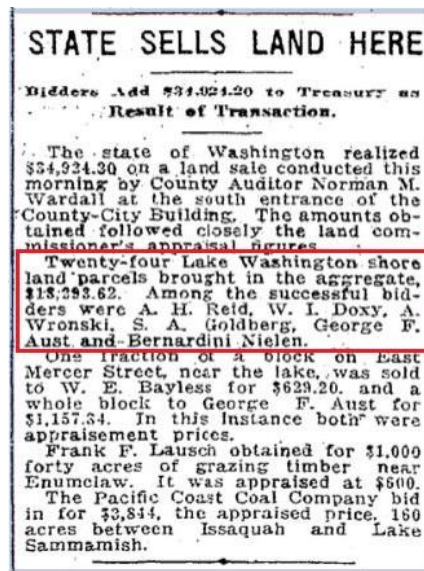 STATE SELLS LAND HERE
Bidders Add $34,924.20 to Treasury as
Result of Transaction.
The state of Washington realized
$34,924.30 on a land sale conducted this
morning by County Auditor Norman M.
Wardall at the south entrance of the
County-City Building. The amounts ob-
tained followed closely the land com-
missioner's appraisal figures.
Twenty-four Lake Washington shore
land parcels brought in the aggregate,
$18,293.62. Among the successful bid-
ders were A. H. Reid, W. I. Doxy, A.
Wronski, S. A. Goldberg, George F.
Aust and Bernardini Nielen.
One fraction of a block on East
Mercer Street, near the lake, was sold
to W. E. Bayless for $629.20, and a
whole block to George F. Aust for
$1,157.34. In this instance both were
appraisement prices.
Frank F. Lausch obtained for $1,000
forty acres of grazing timber near
Enumclaw. It was appraised at $600.
The Pacific Coast Coal Company bid
in for $3,844, the appraised price, 160
acres between Issaquah and Lake
Sammamish.